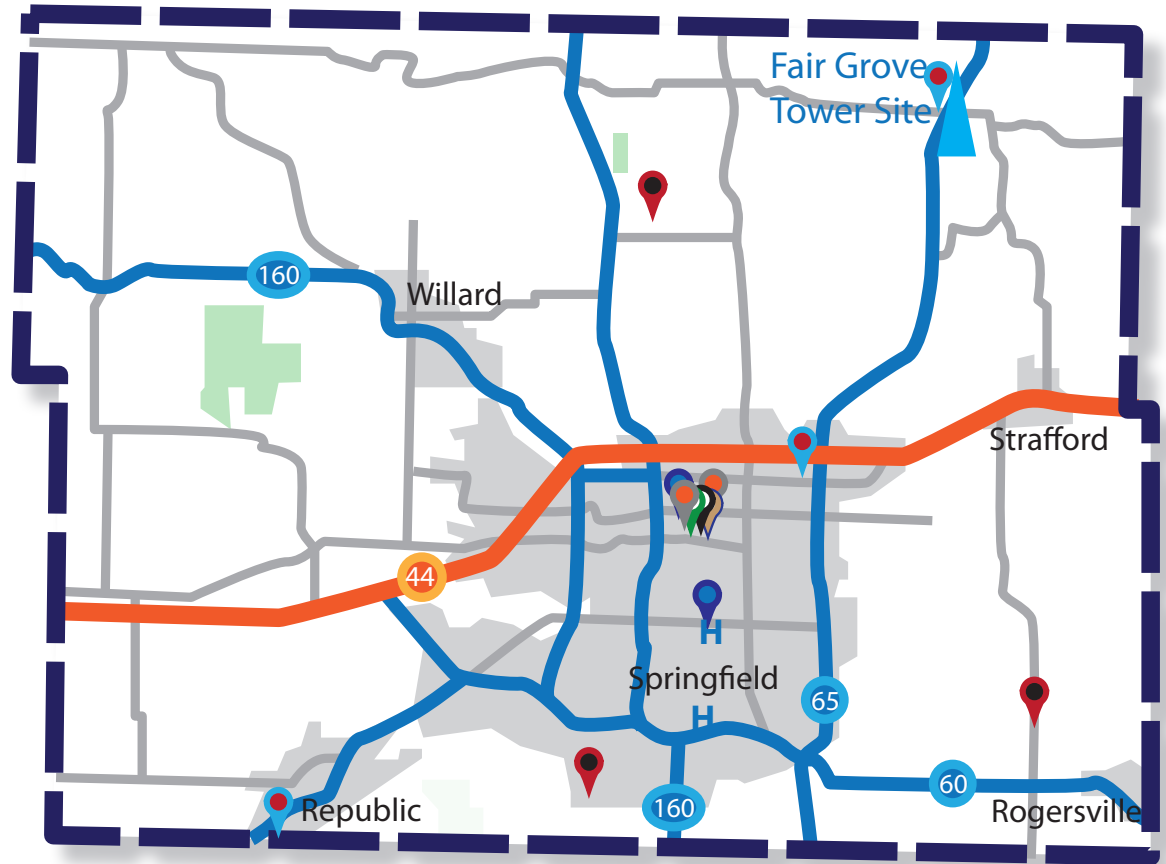 Fair Grove
Tower Site
160
Willard
Strafford
44
H
Springfield
H
65
60
160
Republic
Rogersville